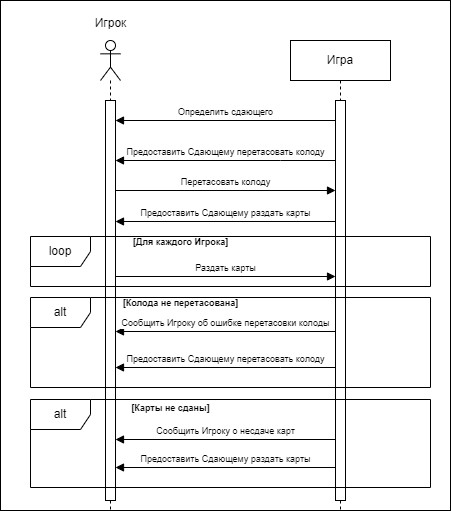 Игрок
Игра
Определить сдающего
Предоставить Сдающему перетасовать колоду
Перетасовать колоду
Предоставить Сдающему раздать карты
loop
[Для каждого Игрока]
Раздать карты
alt
[Колода не перетасована]
Сообщить Игроку об ошибке перетасовки колоды
Предоставить Сдающему перетасовать колоду
alt
[Карты не сданы]
Сообщить Игроку о несдаче карт
Предоставить Сдающему раздать карты